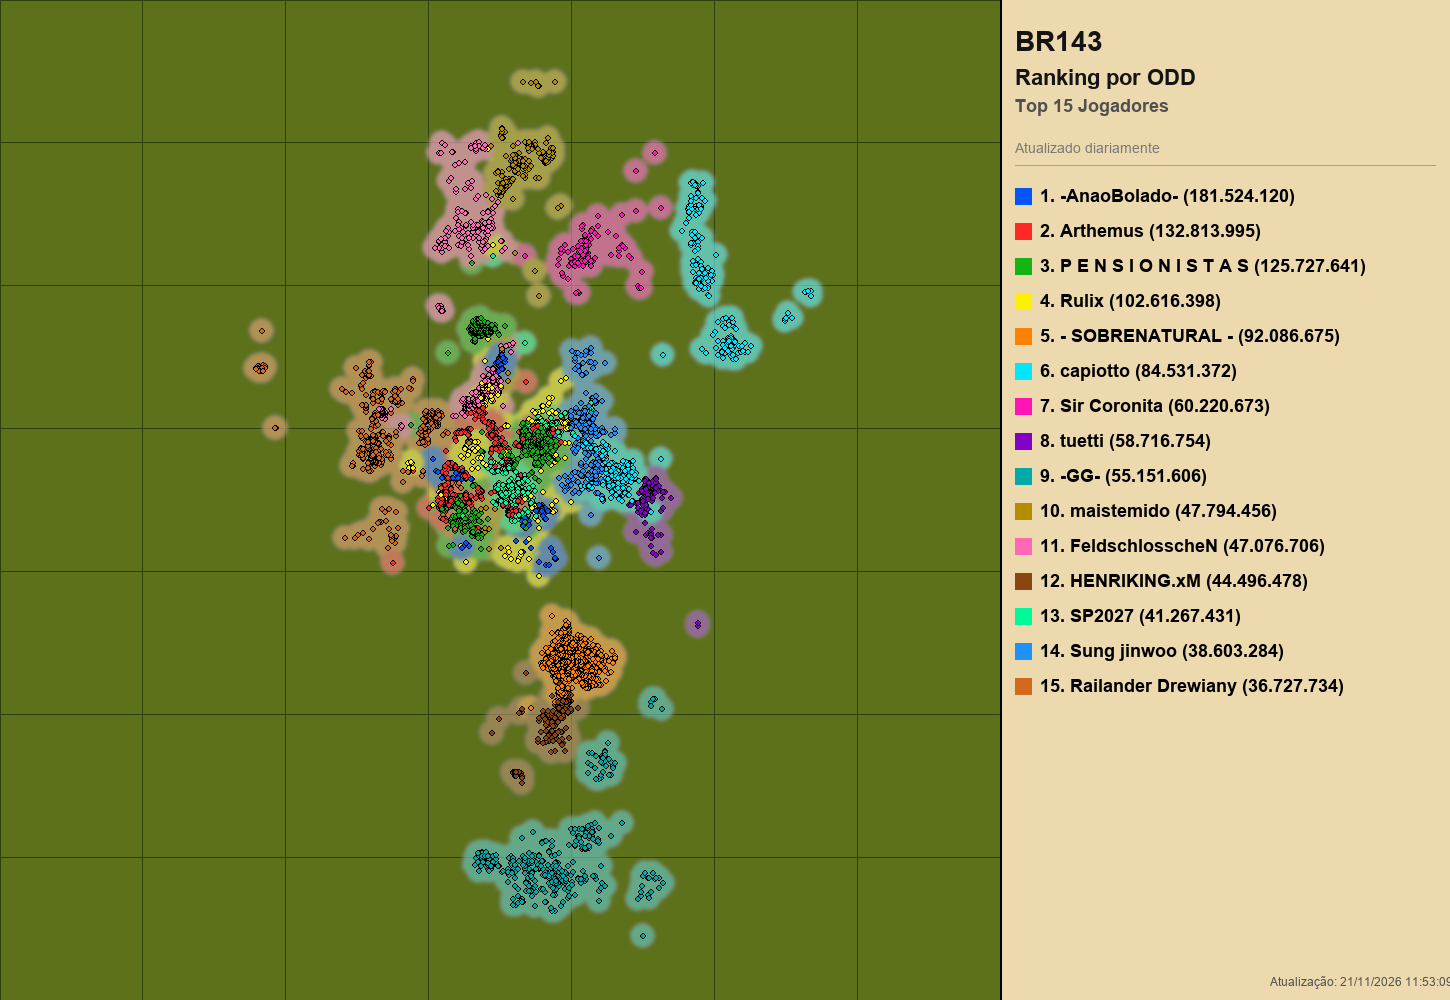 BR143
Ranking por ODD
Top 15 Jogadores
Atualizado diariamente
1. -AnaoBolado- (181.524.120)
2. Arthemus (132.813.995)
3. P E N S I O N I S T A S (125.727.641)
4. Rulix (102.616.398)
5. - SOBRENATURAL - (92.086.675)
6. capiotto (84.531.372)
7. Sir Coronita (60.220.673)
8. tuetti (58.716.754)
9. -GG- (55.151.606)
10. maistemido (47.794.456)
11. FeldschlosscheN (47.076.706)
12. HENRIKING.xM (44.496.478)
13. SP2027 (41.267.431)
14. Sung jinwoo (38.603.284)
15. Railander Drewiany (36.727.734)
Atualização: 21/11/2026 11:53:09